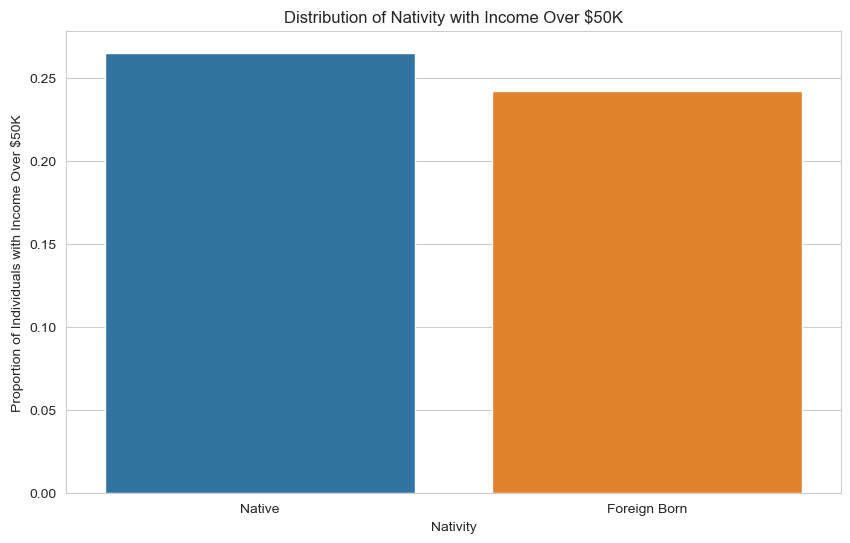 Distribution of Nativity with Income Over $50K
Proportion of Individuals with Income Over $50K
0.25
0.20
0.15
0.10
0.05
0.00
Native
Foreign Born
Nativity